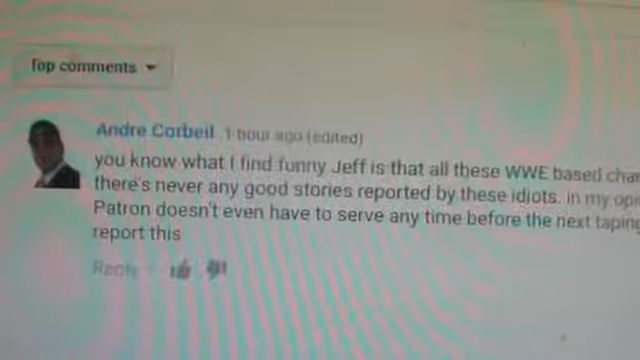 Top comments
Andre Corbeil 1 hour ago (edited)
you know what I find funny Jeff is that all these WWE based
there's never any good stories reported by these idiots. in my
Patron doesn't even have to serve any time before the next taping
report this
Reply